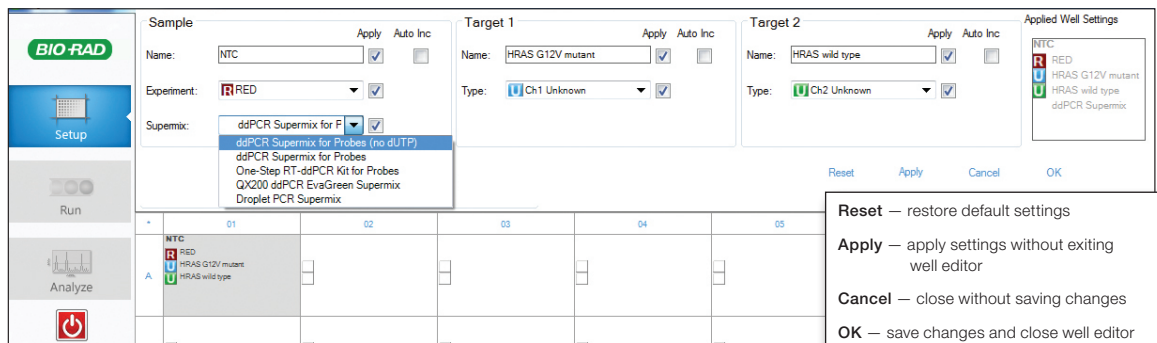 BIO-RAD
Setup
Run
Analyze
Sample
Apply Auto Inc
Name: NTC
Experiment: R RED
Supermix: ddPCR Supermix for P
ddPCR Supermix for Probes (no dUTP)
ddPCR Supermix for Probes
One-Step RT-ddPCR Kit for Probes
QX200 ddPCR EvaGreen Supermix
Droplet PCR Supermix
Target 1
Apply Auto Inc
Name: HRAS G12V mutant
Type: U Ch1 Unknown
Target 2
Apply Auto Inc
Name: HRAS wild type
Type: U Ch2 Unknown
Applied Well Settings
NTC
R RED
U HRAS G12V mutant
U HRAS wild type
ddPCR Supermix
Reset Apply Cancel OK
* 01 02 03 04 05
A
NTC
R RED
U HRAS G12V mutant
U HRAS wild type
Reset — restore default settings
Apply — apply settings without exiting
well editor
Cancel — close without saving changes
OK — save changes and close well editor